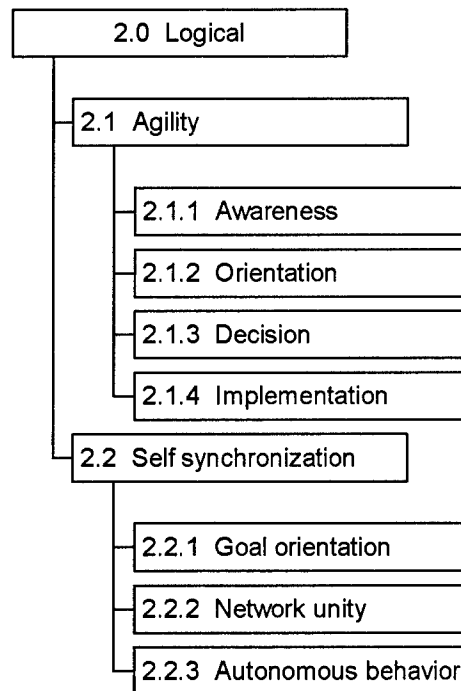 2.0 Logical
2.1 Agility
2.1.1 Awareness
2.1.2 Orientation
2.1.3 Decision
2.1.4 Implementation
2.2 Self synchronization
2.2.1 Goal orientation
2.2.2 Network unity
2.2.3 Autonomous behavior